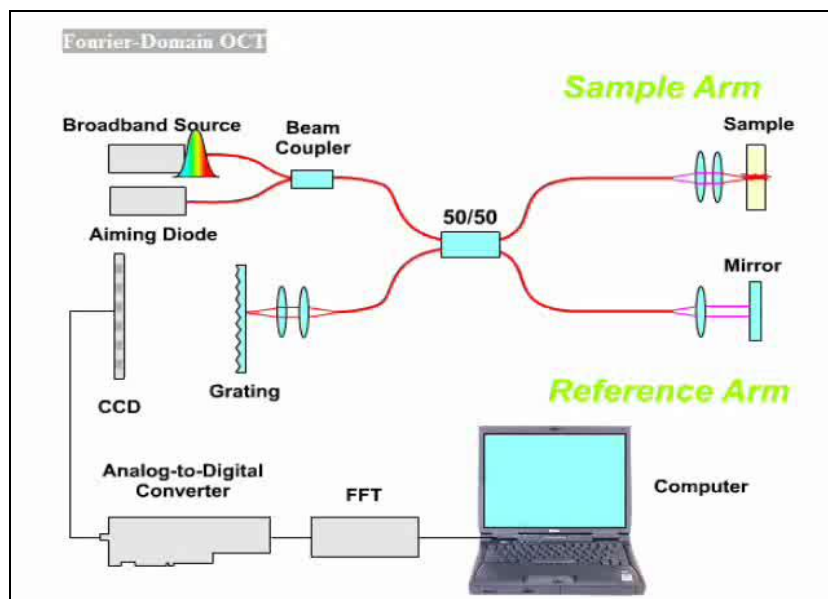 Fourier-Domain OCT
Sample Arm
Broadband Source
Beam
Coupler
Sample
50/50
Aiming Diode
Mirror
Grating
CCD
Reference Arm
Analog-to-Digital
Converter
FFT
Computer